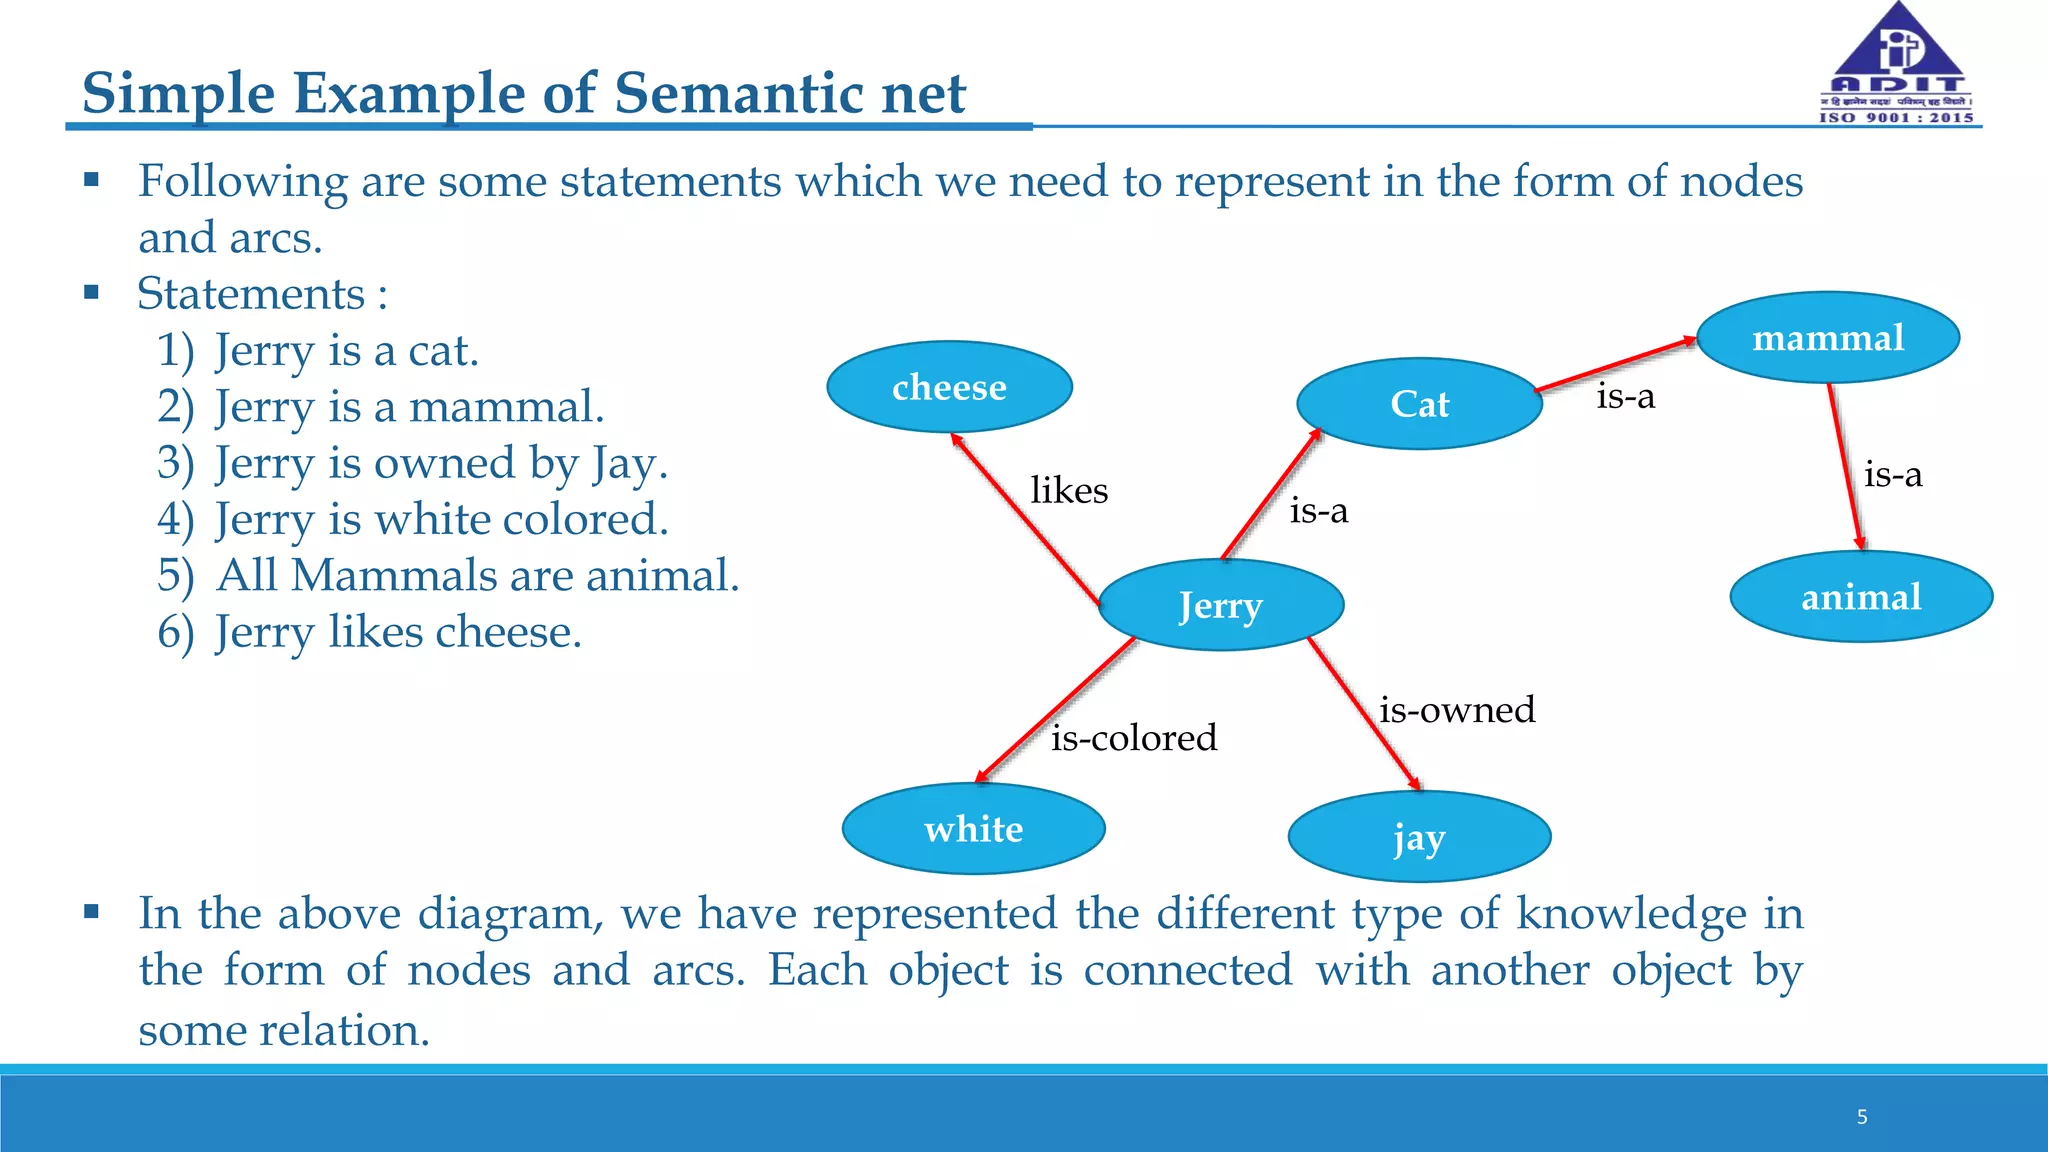 Simple Example of Semantic net
ADIT
न हि ज्ञानेन सदृशं पवित्रम् इह विद्यते ।
ISO 9001 : 2015
▪ Following are some statements which we need to represent in the form of nodes
and arcs.
▪ Statements :
1) Jerry is a cat.
2) Jerry is a mammal.
3) Jerry is owned by Jay.
4) Jerry is white colored.
5) All Mammals are animal.
6) Jerry likes cheese.
cheese
Cat
mammal
is-a
likes
is-a
is-a
Jerry
animal
is-colored
is-owned
white
jay
▪ In the above diagram, we have represented the different type of knowledge in
the form of nodes and arcs. Each object is connected with another object by
some relation.
5